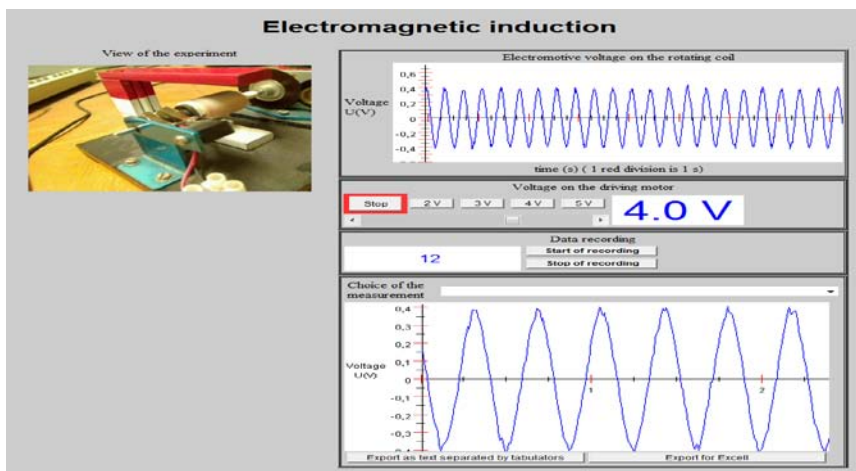 Electromagnetic induction
View of the experiment
Electromotive voltage on the rotating coil
Voltage
U(V)
0,6
0,4
0,2
0
-0,2
-0,4
time (s) ( 1 red division is 1 s)
Voltage on the driving motor
Stop 2 V 3 V 4 V 5 V 4.0 V
Data recording
12
Start of recording
Stop of recording
Choice of the
measurement
Voltage
U(V)
0,4
0,3
0,2
0,1
0
-0,1
-0,2
-0,3
-0,4
1 2
Export as text separated by tabulators Export for Excell